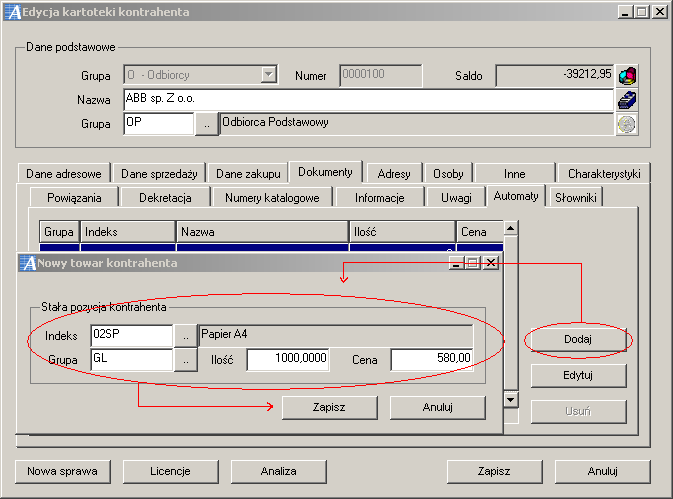 Edycja kartoteki kontrahenta
Dane podstawowe
Grupa O - Odbiorcy Numer 0000100 Saldo -39212,95
Nazwa ABB sp. Z o.o.
Grupa OP .. Odbiorca Podstawowy
Dane adresowe Dane sprzedaży Dane zakupu Dokumenty Adresy Osoby Inne Charakterystyki
Powiązania Dekretacja Numery katalogowe Informacje Uwagi Automaty Słowniki
Grupa Indeks Nazwa Ilość Cena
Nowy towar kontrahenta
Stała pozycja kontrahenta
Indeks 02SP .. Papier A4
Grupa GL .. Ilość 1000,0000 Cena 580,00
Zapisz Anuluj
Dodaj
Edytuj
Usuń
Nowa sprawa Licencje Analiza Zapisz Anuluj